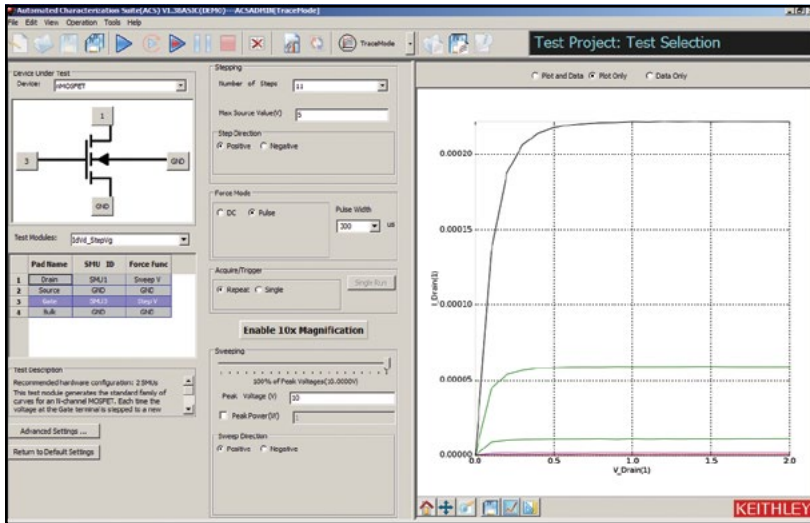 Automated Characterization Suite(ACS) V1.3BASIC(DEMO)---ACSADMIN[TraceMode]
File Edit View Operation Tools Help
TraceMode
Test Project: Test Selection
Device Under Test
Device: nMOSFET
1
3
GND
GND
Test Modules: IdVd_StepVg
Pad Name SMU ID Force Func
1 Drain SMU1 Sweep V
2 Source GND GND
3 Gate SMU3 Step V
4 Bulk GND GND
Test Description
Recommended hardware configuration: 2 SMUs
This test module generates the standard family of
curves for an N-channel MOSFET. Each time the
voltage at the Gate terminal is stepped to a new
Advanced Settings ...
Return to Default Settings
Stepping
Number of Steps 11
Max Source Value(V) 5
Step Direction
Positive Negative
Force Mode
DC Pulse
Pulse Width
300 us
Acquire/Trigger
Repeat Single
Single Run
Enable 10x Magnification
Sweeping
100% of Peak Voltages(10.0000V)
Peak Voltage (V) 10
Peak Power(W) 1
Sweep Direction
Positive Negative
Plot and Data Plot Only Data Only
0.00020
0.00015
0.00010
0.00005
0.00000
I_Drain(1)
0.0 0.5 1.0 1.5 2.0
V_Drain(1)
KEITHLEY